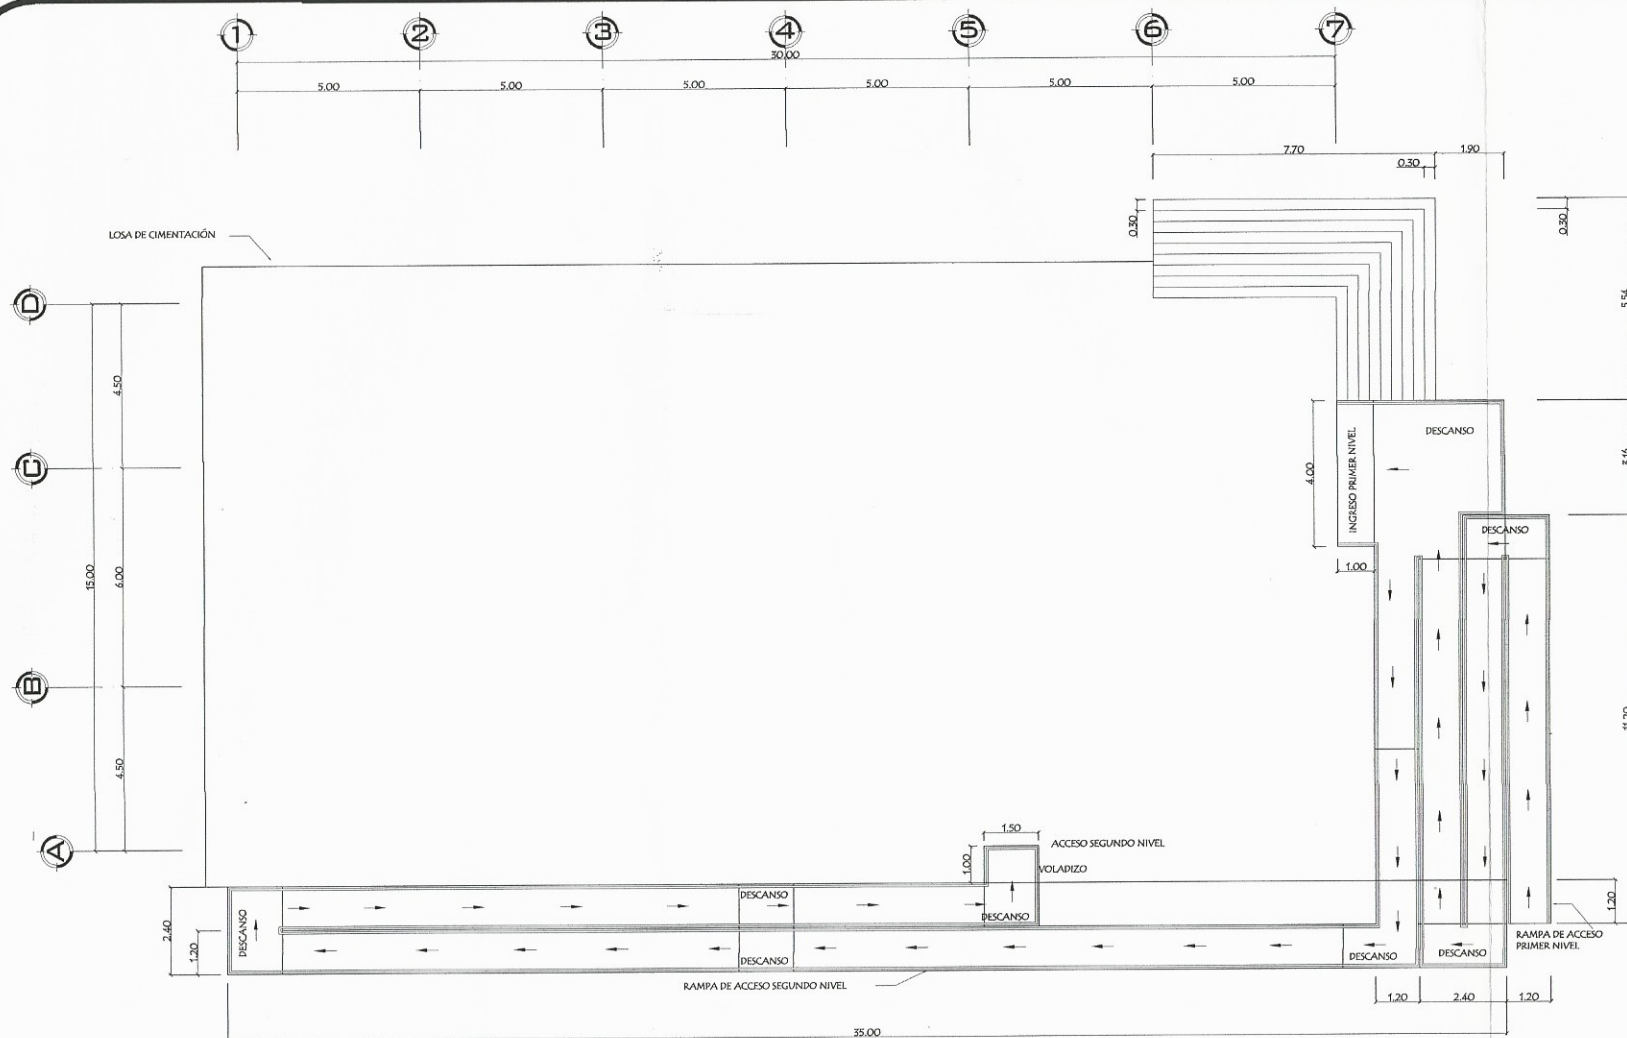 1 2 3 4 5 6 7
30.00
5.00 5.00 5.00 5.00 5.00 5.00
7.70 1.90
0.30
0.30
0.30
LOSA DE CIMENTACIÓN
D
5.54
4.50
DESCANSO
C
4.00
INGRESO PRIMER NIVEL
DESCANSO
1.00
15.00
6.00
B
4.50
1.50
ACCESO SEGUNDO NIVEL
A
1.00
VOLADIZO
DESCANSO
1.20
DESCANSO
DESCANSO
2.40
1.20
RAMPA DE ACCESO
PRIMER NIVEL
DESCANSO
DESCANSO
DESCANSO
RAMPA DE ACCESO SEGUNDO NIVEL
1.20 2.40 1.20
35.00